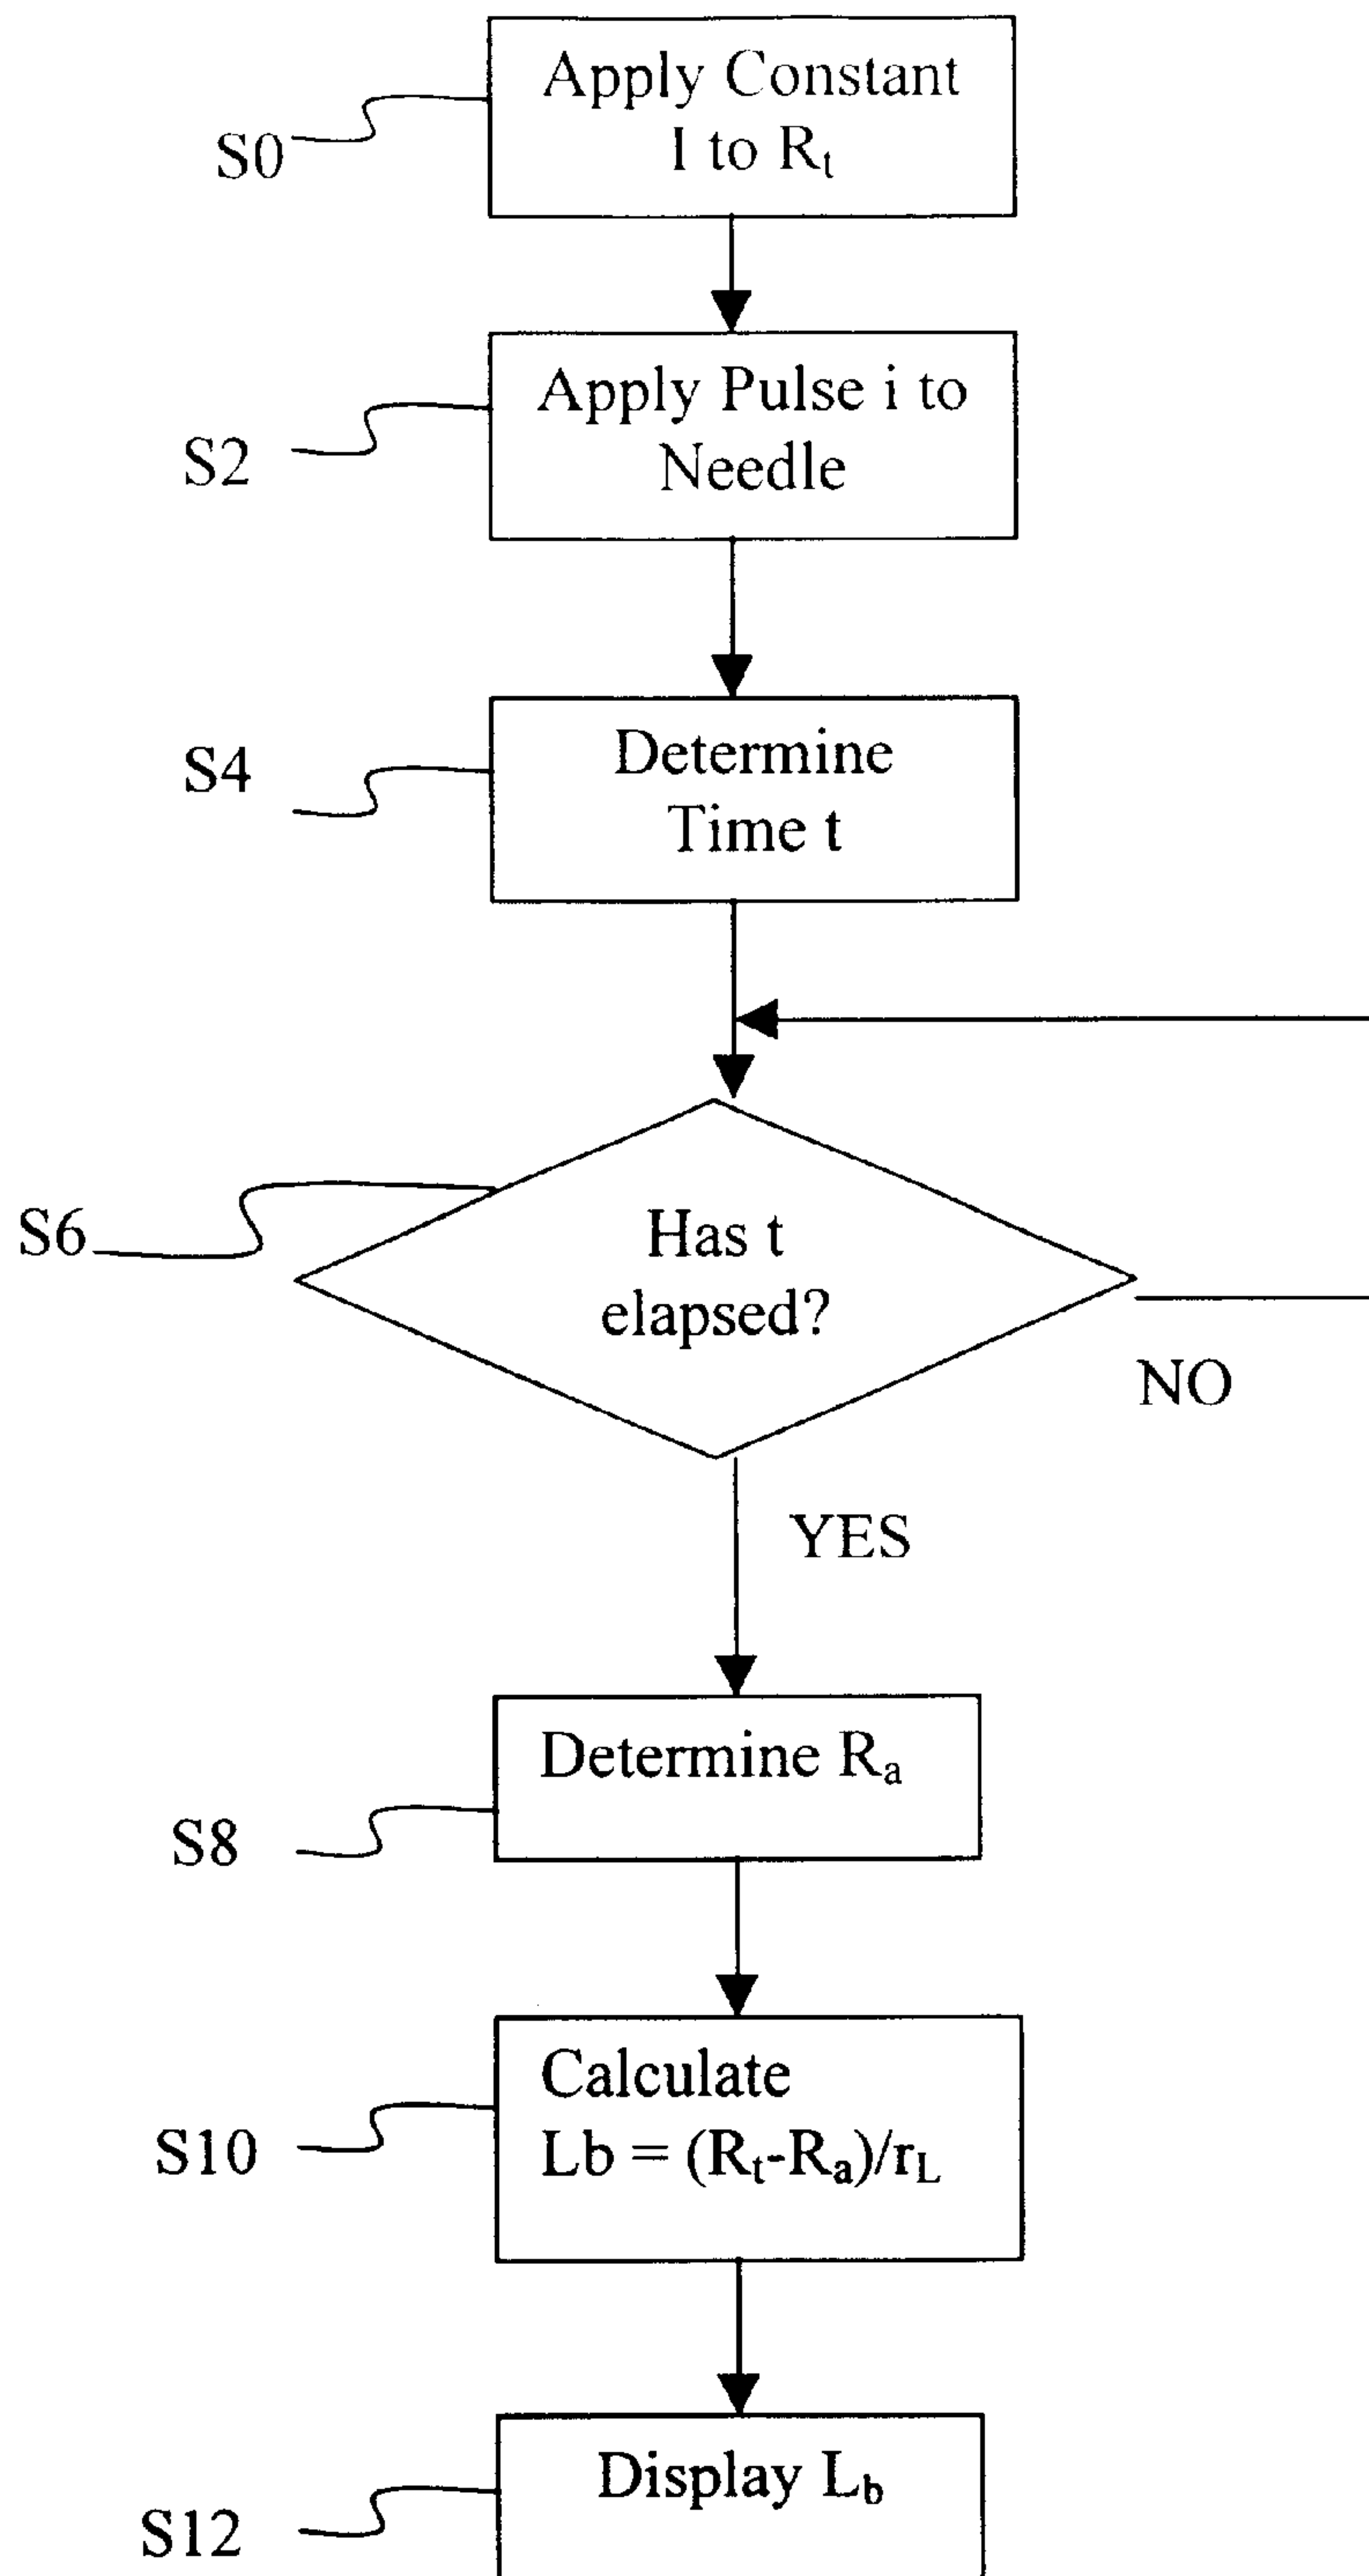 Apply Constant
I to Rt
S0
Apply Pulse i to
Needle
S2
Determine
Time t
S4
Has t
elapsed?
S6
NO
YES
Determine Ra
S8
Calculate
Lb = (Rt-Ra)/rL
S10
Display Lb
S12